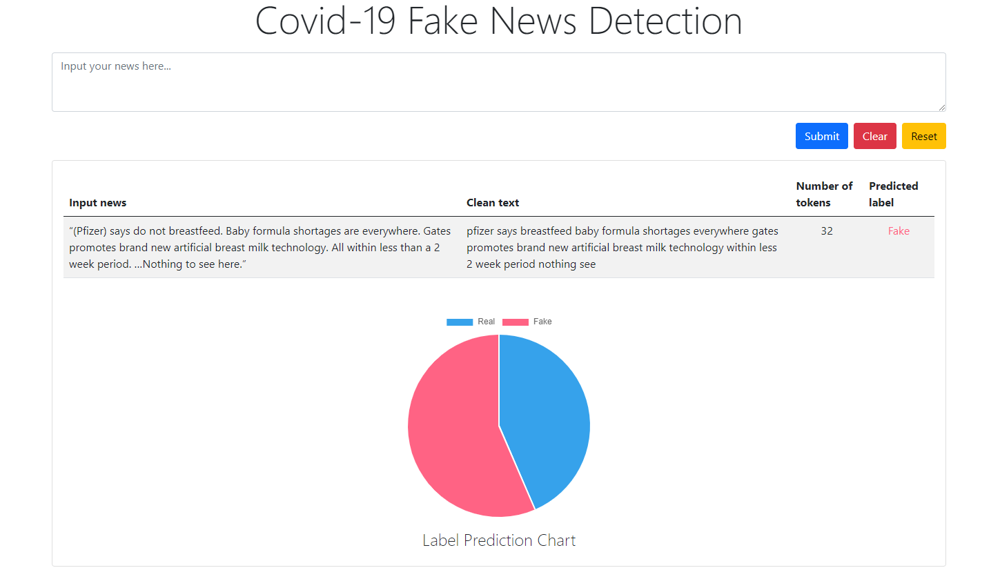 Covid-19 Fake News Detection
Input your news here...
Submit Clear Reset
Input news Clean text Number of tokens Predicted label
“(Pfizer) says do not breastfeed. Baby formula shortages are everywhere. Gates
promotes brand new artificial breast milk technology. All within less than a 2
week period. …Nothing to see here.”
pfizer says breastfeed baby formula shortages everywhere gates
promotes brand new artificial breast milk technology within less
2 week period nothing see
32
Fake
Real Fake
Label Prediction Chart